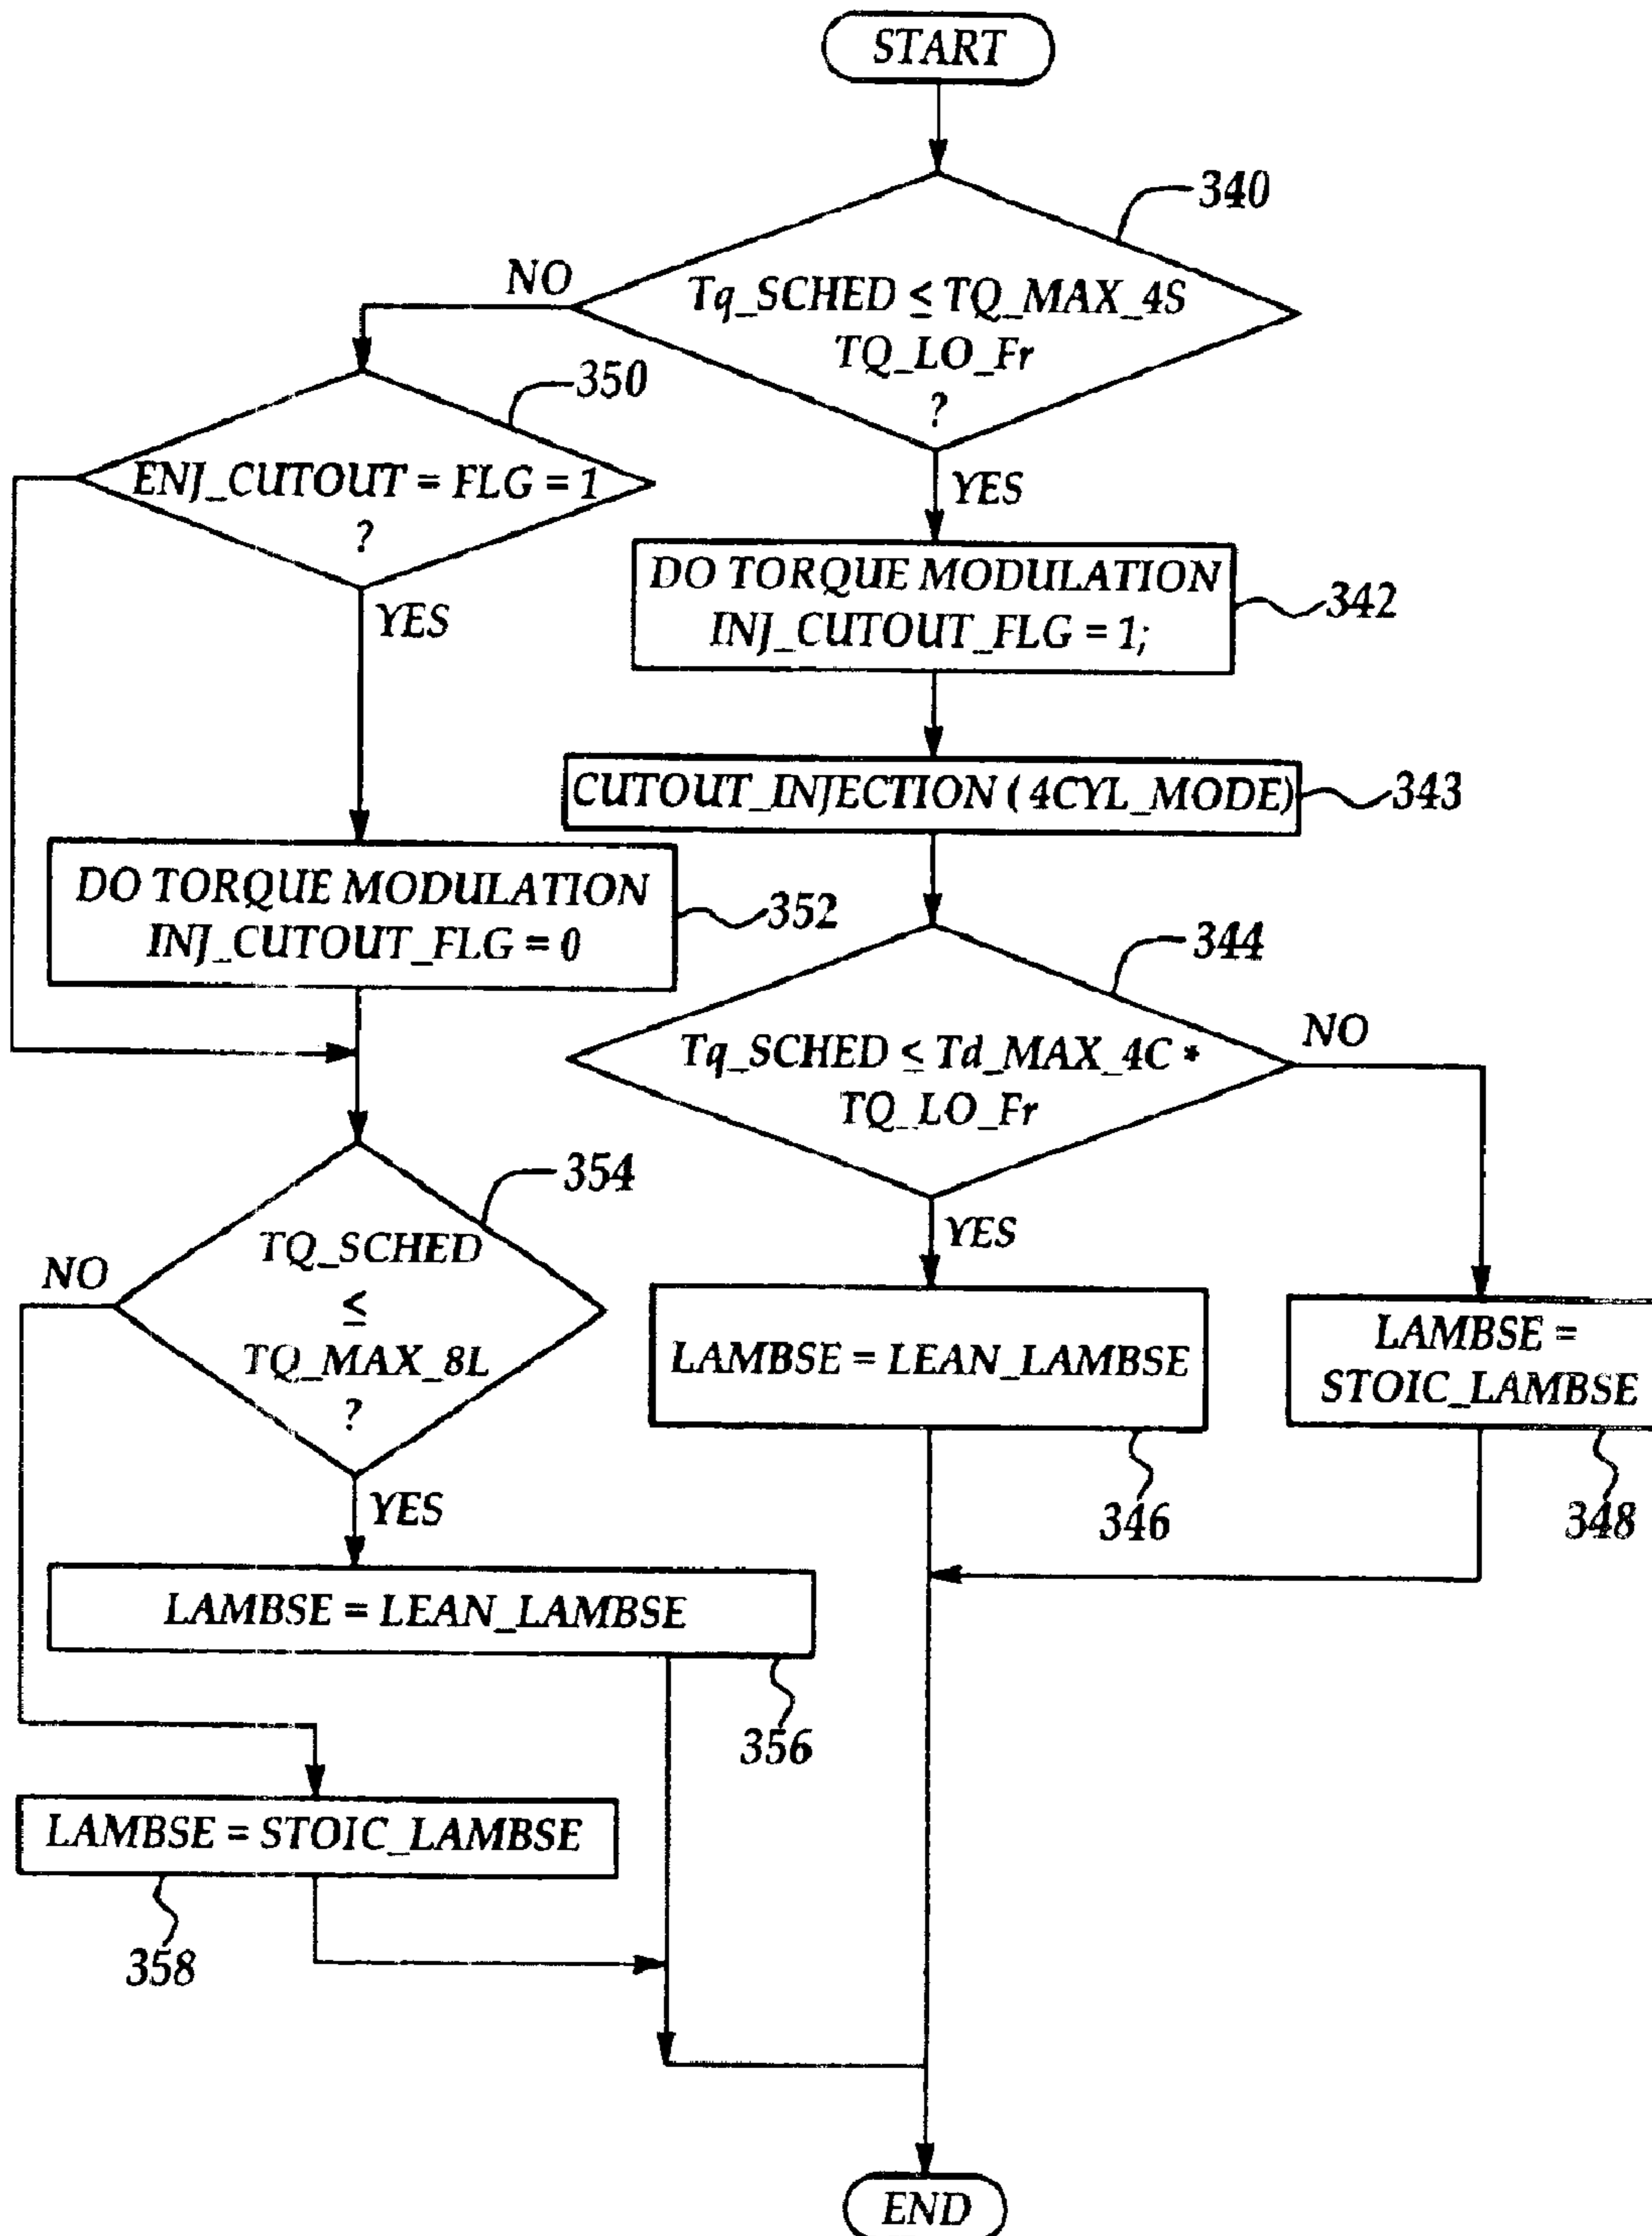 START
340
NO
Tq_SCHED ≤ TQ_MAX_4S
TQ_LO_Fr
?
350
YES
ENJ_CUTOUT = FLG = 1
?
DO TORQUE MODULATION
INJ_CUTOUT_FLG = 1;
342
YES
CUTOUT_INJECTION ( 4CYL_MODE)
343
DO TORQUE MODULATION
INJ_CUTOUT_FLG = 0
352
344
Tq_SCHED ≤ Td_MAX_4C *
TQ_LO_Fr
NO
354
YES
TQ_SCHED
≤
TQ_MAX_8L
?
NO
LAMBSE = LEAN_LAMBSE
LAMBSE =
STOIC_LAMBSE
346
348
YES
LAMBSE = LEAN_LAMBSE
356
LAMBSE = STOIC_LAMBSE
358
END